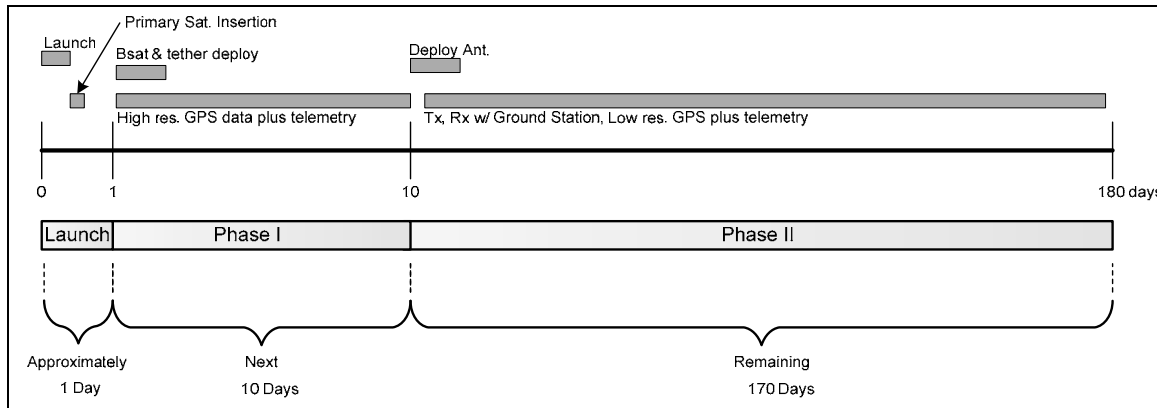 Primary Sat. Insertion
Launch
Bsat & tether deploy
Deploy Ant.
High res. GPS data plus telemetry
Tx, Rx w/ Ground Station, Low res. GPS plus telemetry
0 1 10 180 days
Launch Phase I Phase II
Approximately Next Remaining
1 Day 10 Days 170 Days